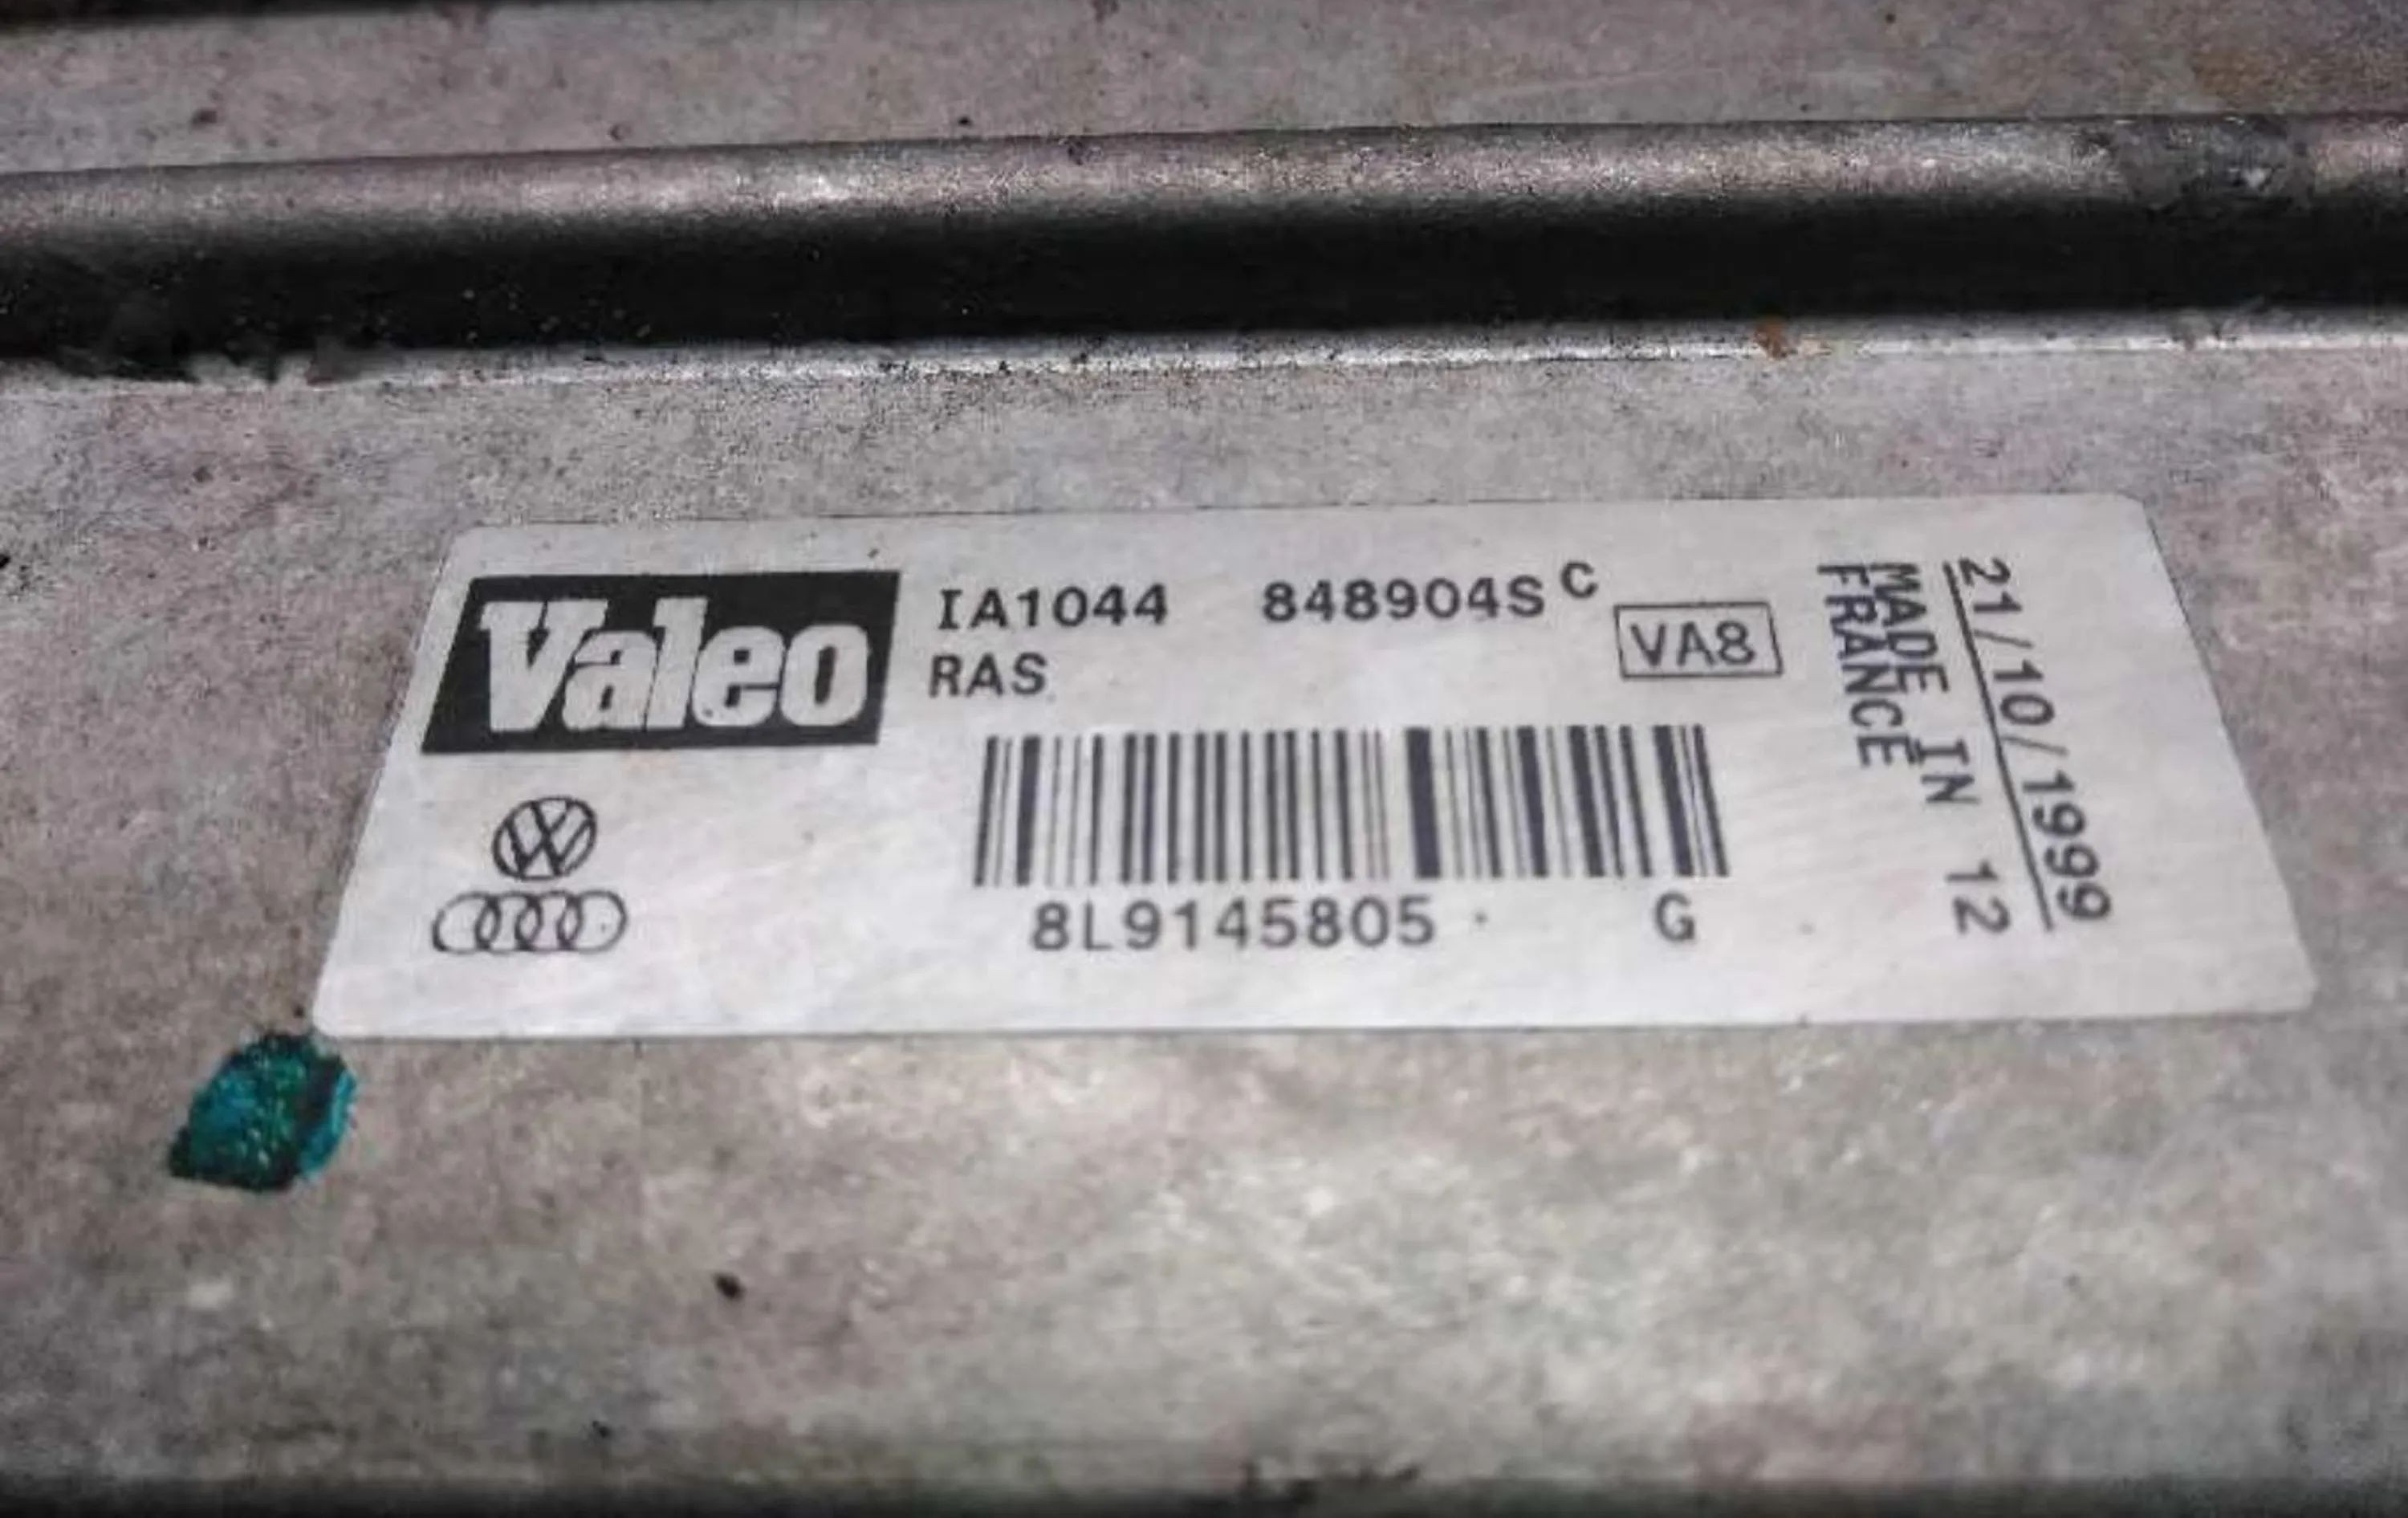 Valeo
IA1044 848904S C
RAS
VA8
8L9145805 G
21/10/1999
MADE IN 12
FRANCE